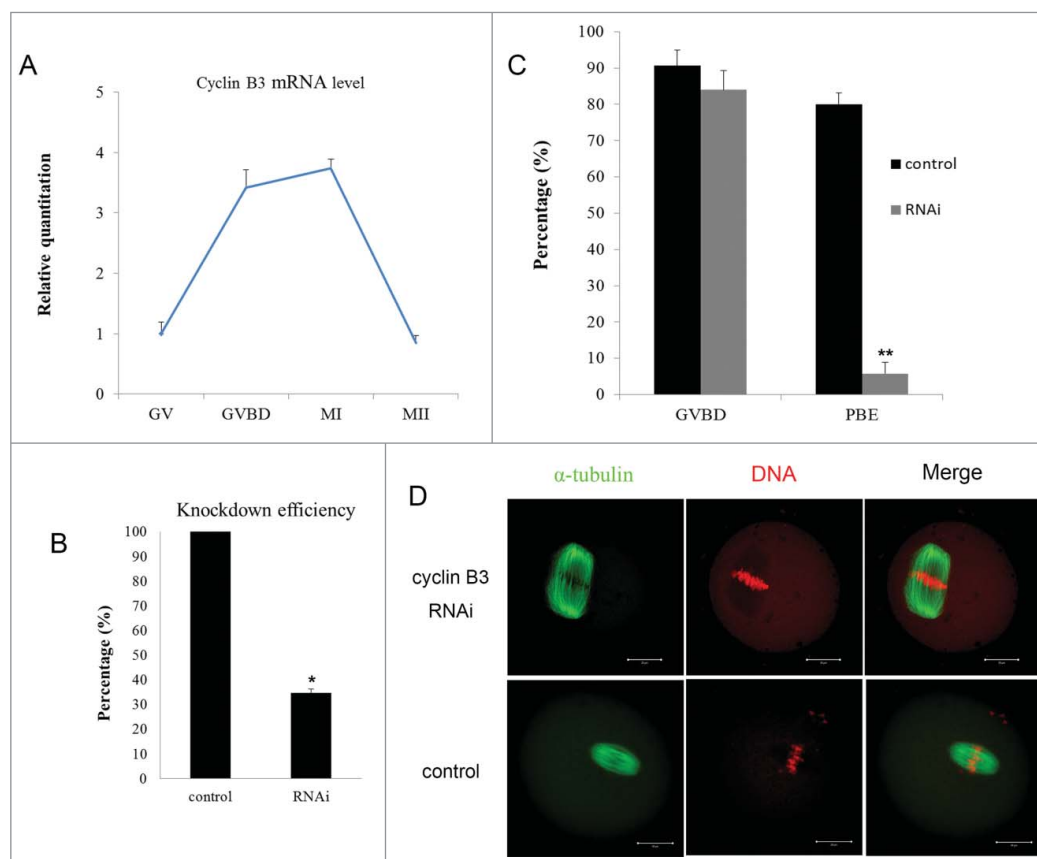 A
Cyclin B3 mRNA level
Relative quantitation
5
4
3
2
1
0
GV
GVBD
MI
MII
C
Percentage (%)
100
90
80
70
60
50
40
30
20
10
0
**
GVBD
PBE
control
RNAi
B
Knockdown efficiency
Percentage (%)
100
90
80
70
60
50
40
30
20
10
0
*
control
RNAi
D
α-tubulin
DNA
Merge
cyclin B3
RNAi
control